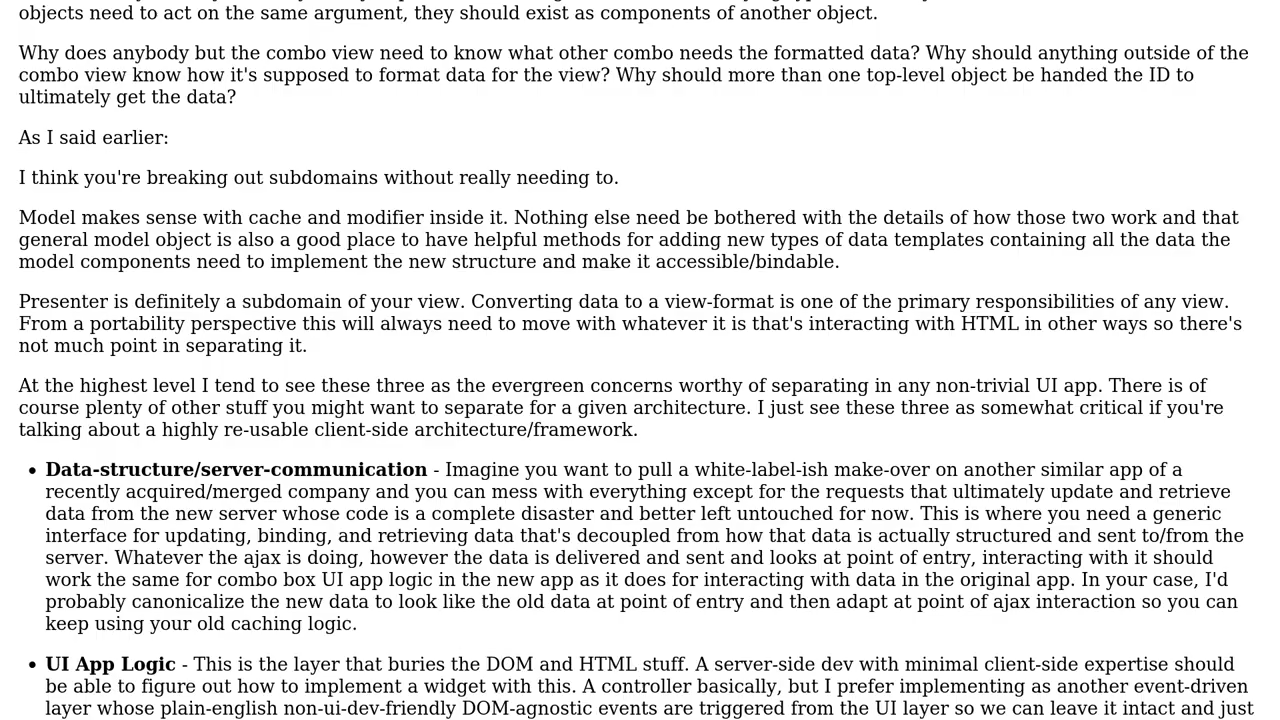 objects need to act on the same argument, they should exist as components of another object.
Why does anybody but the combo view need to know what other combo needs the formatted data? Why should anything outside of the
combo view know how it's supposed to format data for the view? Why should more than one top-level object be handed the ID to
ultimately get the data?
As I said earlier:
I think you're breaking out subdomains without really needing to.
Model makes sense with cache and modifier inside it. Nothing else need be bothered with the details of how those two work and that
general model object is also a good place to have helpful methods for adding new types of data templates containing all the data the
model components need to implement the new structure and make it accessible/bindable.
Presenter is definitely a subdomain of your view. Converting data to a view-format is one of the primary responsibilities of any view.
From a portability perspective this will always need to move with whatever it is that's interacting with HTML in other ways so there's
not much point in separating it.
At the highest level I tend to see these three as the evergreen concerns worthy of separating in any non-trivial UI app. There is of
course plenty of other stuff you might want to separate for a given architecture. I just see these three as somewhat critical if you're
talking about a highly re-usable client-side architecture/framework.
• Data-structure/server-communication - Imagine you want to pull a white-label-ish make-over on another similar app of a
recently acquired/merged company and you can mess with everything except for the requests that ultimately update and retrieve
data from the new server whose code is a complete disaster and better left untouched for now. This is where you need a generic
interface for updating, binding, and retrieving data that's decoupled from how that data is actually structured and sent to/from the
server. Whatever the ajax is doing, however the data is delivered and sent and looks at point of entry, interacting with it should
work the same for combo box UI app logic in the new app as it does for interacting with data in the original app. In your case, I'd
probably canonicalize the new data to look like the old data at point of entry and then adapt at point of ajax interaction so you can
keep using your old caching logic.
• UI App Logic - This is the layer that buries the DOM and HTML stuff. A server-side dev with minimal client-side expertise should
be able to figure out how to implement a widget with this. A controller basically, but I prefer implementing as another event-driven
layer whose plain-english non-ui-dev-friendly DOM-agnostic events are triggered from the UI layer so we can leave it intact and just